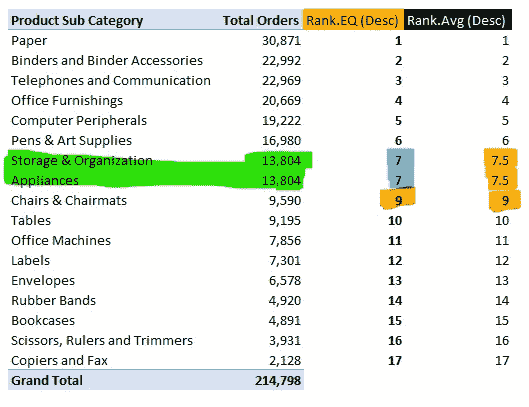 Product Sub Category Total Orders Rank.EQ (Desc) Rank.Avg (Desc)
Paper 30,871 1 1
Binders and Binder Accessories 22,992 2 2
Telephones and Communication 22,969 3 3
Office Furnishings 20,669 4 4
Computer Peripherals 19,222 5 5
Pens & Art Supplies 16,980 6 6
Storage & Organization 13,804 7 7.5
Appliances 13,804 7 7.5
Chairs & Chairmats 9,590 9 9
Tables 9,195 10 10
Office Machines 7,856 11 11
Labels 7,301 12 12
Envelopes 6,578 13 13
Rubber Bands 4,920 14 14
Bookcases 4,891 15 15
Scissors, Rulers and Trimmers 3,931 16 16
Copiers and Fax 2,128 17 17
Grand Total 214,798